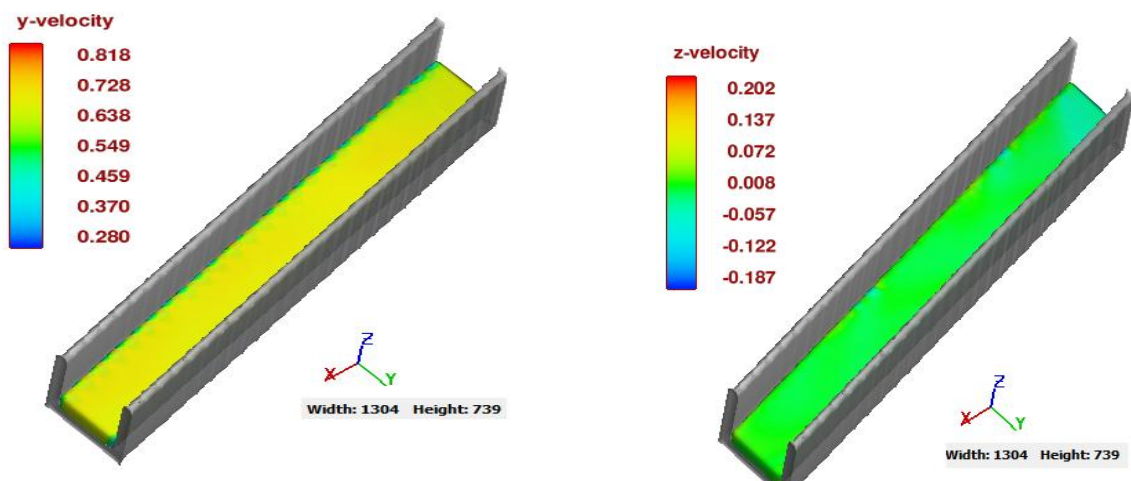 y-velocity
0.818
0.728
0.638
0.549
0.459
0.370
0.280
Z
X
Y
Width: 1304 Height: 739
z-velocity
0.202
0.137
0.072
0.008
-0.057
-0.122
-0.187
Z
X
Y
Width: 1304 Height: 739